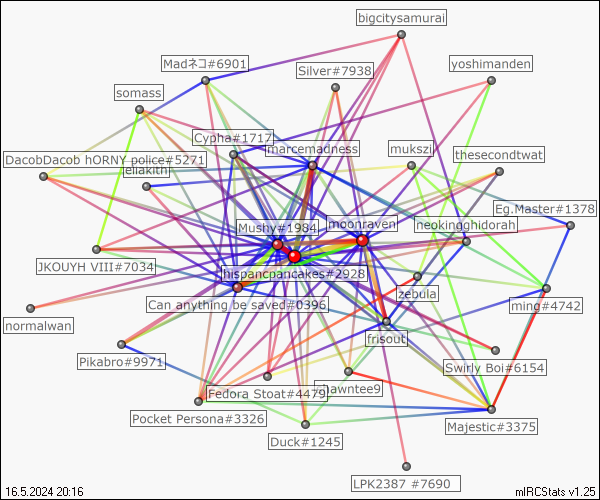 bigcitysamurai
Madネコ#6901
Silver#7938
yoshimanden
somass
Cypha#1717
marcemadness
mukszi
thesecondtwat
DacobDacob hORNY police#5271
eliakith
Eg.Master#1378
Mushy#1984
moonraven
neokingghidorah
JKOUYH VIII#7034
hispancpancakes#2928
zebula
Can anything be saved#0396
ming#4742
normalwan
frisout
Pikabro#9971
Swirly Boi#6154
Fedora Stoat#4479
Pocket Persona#3326
Majestic#3375
Duck#1245
LPK2387 #7690
16.5.2024 20:16
mIRCStats v1.25